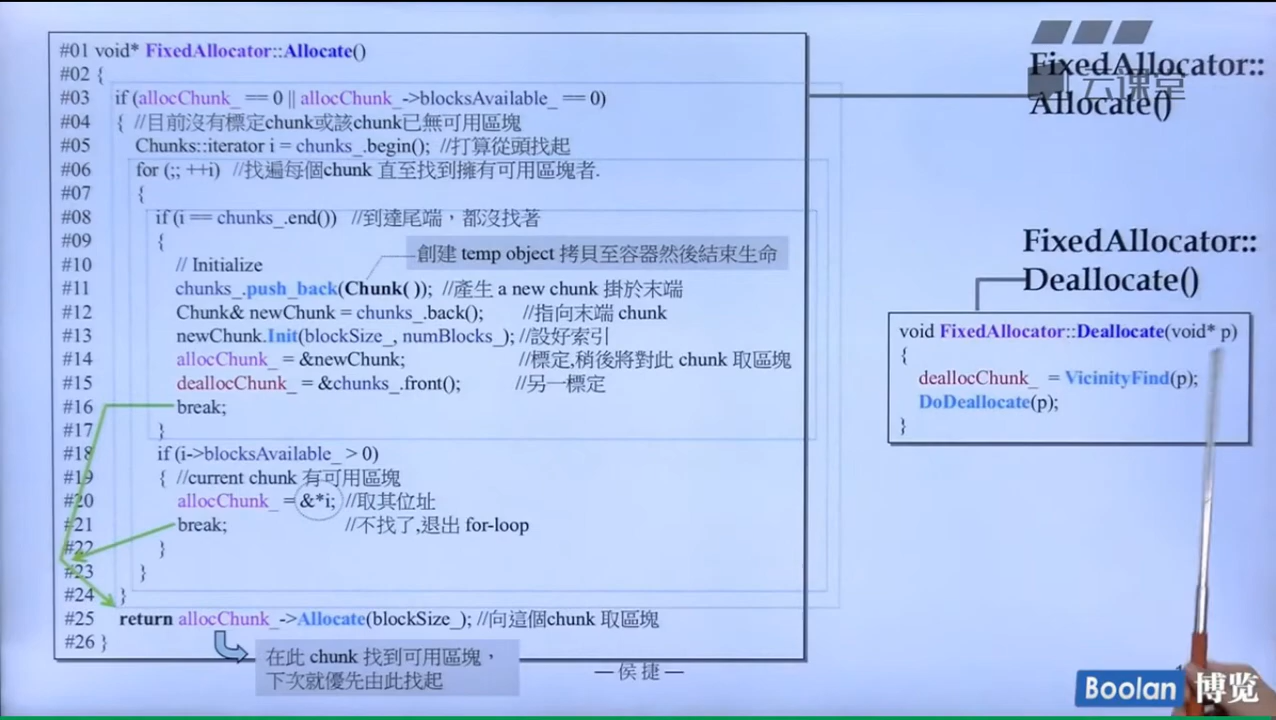 #01 void* FixedAllocator::Allocate()
#02 {
#03 if (allocChunk_ == 0 || allocChunk_->blocksAvailable_ == 0)
#04 { //目前沒有標定chunk或該chunk已無可用區塊
#05 Chunks::iterator i = chunks_.begin(); //打算從頭找起
#06 for (;; ++i) //找遍每個chunk 直至找到擁有可用區塊者.
#07 {
#08 if (i == chunks_.end()) //到達尾端，都沒找著
#09 {
創建 temp object 拷貝至容器然後結束生命
#10 // Initialize
#11 chunks_.push_back(Chunk( )); //產生 a new chunk 掛於末端
#12 Chunk& newChunk = chunks_.back(); //指向末端 chunk
#13 newChunk.Init(blockSize_, numBlocks_); //設好索引
#14 allocChunk_ = &newChunk; //標定,稍後將對此 chunk 取區塊
#15 deallocChunk_ = &chunks_.front(); //另一標定
#16 break;
#17 }
#18 if (i->blocksAvailable_ > 0)
#19 { //current chunk 有可用區塊
#20 allocChunk_ = &*i; //取其位址
#21 break; //不找了,退出 for-loop
#22 }
#23 }
#24 }
#25 return allocChunk_->Allocate(blockSize_); //向這個chunk 取區塊
#26 }
在此 chunk 找到可用區塊，
下次就優先由此找起
—侯捷—
FixedAllocator::
Allocate()
云课堂
FixedAllocator::
Deallocate()
void FixedAllocator::Deallocate(void* p)
{
deallocChunk_ = VicinityFind(p);
DoDeallocate(p);
}
Boolan 博览